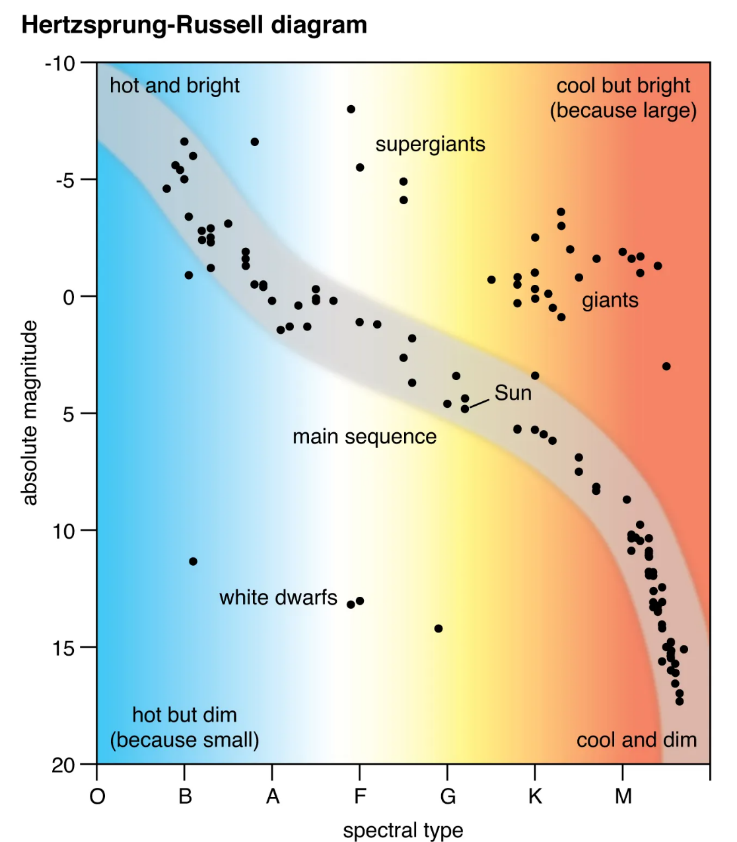 Hertzsprung-Russell diagram
-10
hot and bright
cool but bright
(because large)
supergiants
-5
0
giants
absolute magnitude
Sun
5
main sequence
10
white dwarfs
15
hot but dim
(because small)
cool and dim
20
O B A F G K M
spectral type